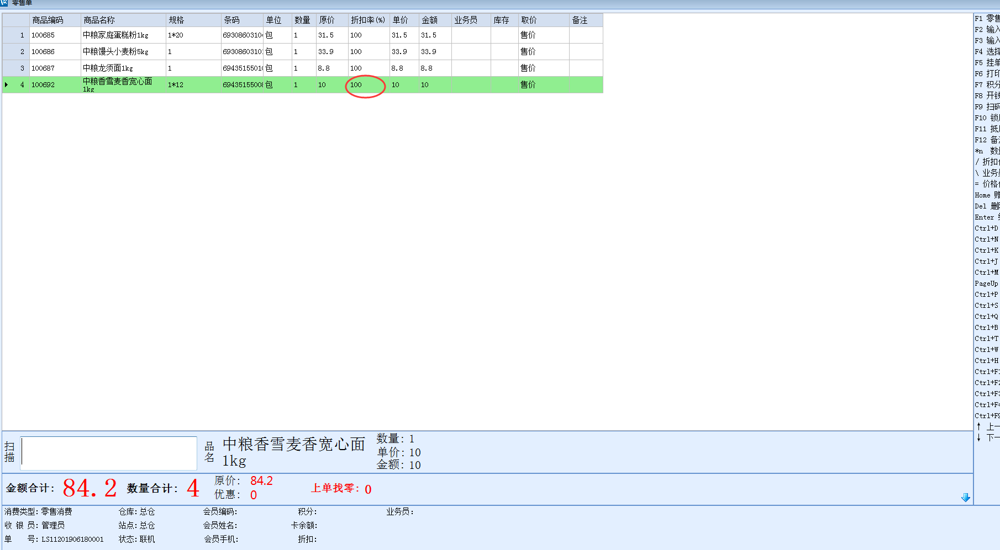 零售单
商品编码 商品名称 规格 条码 单位 数量 原价 折扣率(%) 单价 金额 业务员 库存 取价 备注
1 100685 中粮家庭蛋糕粉1kg 1*20 6930860310 包 1 31.5 100 31.5 31.5 售价
2 100686 中粮馒头小麦粉5kg 1 6930860310 包 1 33.9 100 33.9 33.9 售价
3 100687 中粮龙须面1kg 1 6943515501 包 1 8.8 100 8.8 8.8 售价
4 100692 中粮香雪麦香宽心面1kg 1*12 6943515500 包 1 10 100 10 10 售价
F1 零售
F2 输入
F3 输入
F4 选择
F5 挂单
F6 打印
F7 积分
F8 开钱
F9 扫码
F10 锁
F11 抵
F12 备
*n 数量
/ 折扣
\ 业务员
= 价格
Home 赠
Del 删除
Enter
Ctrl+D
Ctrl+N
Ctrl+K
Ctrl+J
Ctrl+M
PageUp
Ctrl+P
Ctrl+S
Ctrl+Q
Ctrl+B
Ctrl+T
Ctrl+W
Ctrl+H
Ctrl+F1
Ctrl+F2
Ctrl+F3
Ctrl+F4
Ctrl+F9
↑ 上一
↓ 下一
扫描
品名 中粮香雪麦香宽心面
1kg
数量: 1
单价: 10
金额: 10
金额合计: 84.2 数量合计: 4
原价: 84.2
优惠: 0
上单找零: 0
消费类型: 零售消费 仓库: 总仓 会员编码: 积分: 业务员:
收 银 员: 管理员 站点: 总仓 会员姓名: 卡余额:
单 号: LS11201906180001 状态: 联机 会员手机: 折扣: